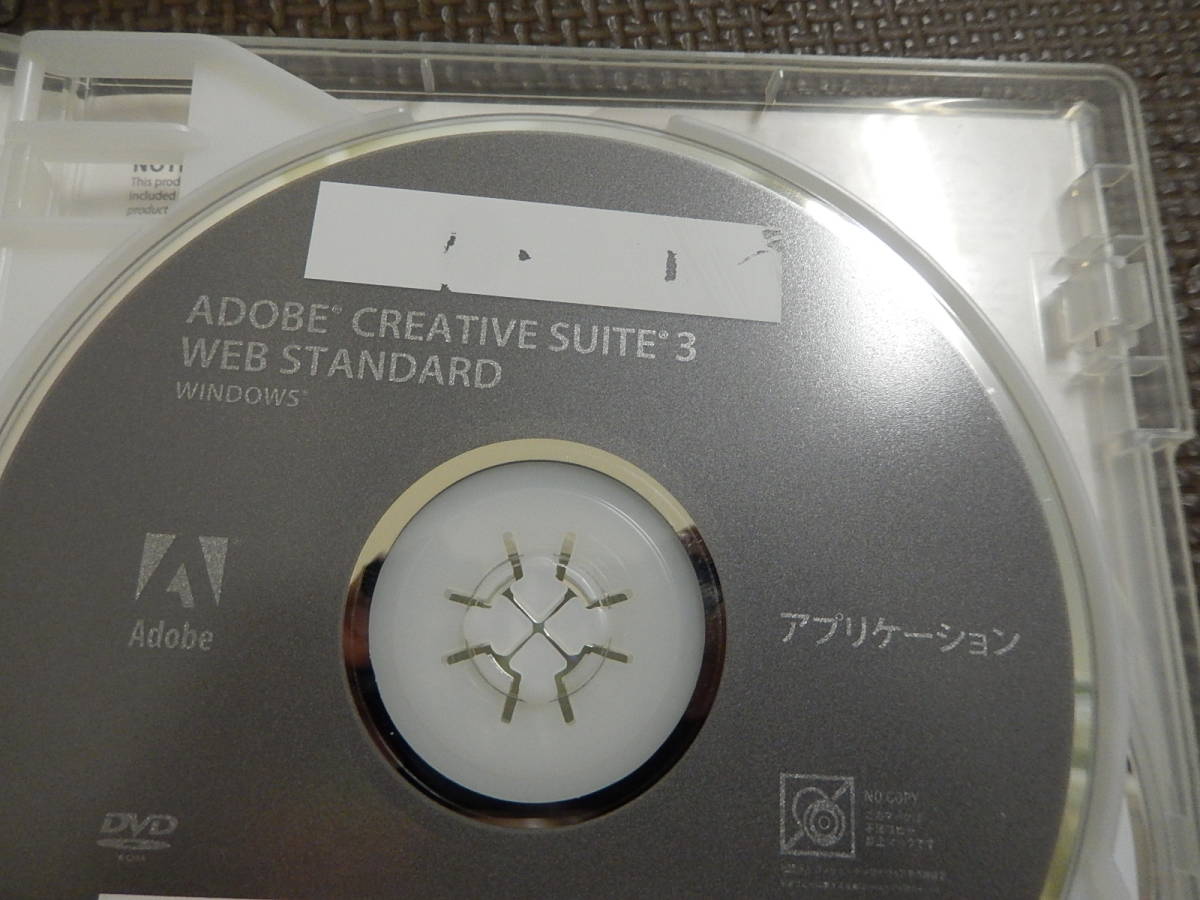 NOTI
This prod
included
product
ADOBE® CREATIVE SUITE® 3
WEB STANDARD
WINDOWS®
Adobe
アプリケーション
DVD
ROM
NO COPY